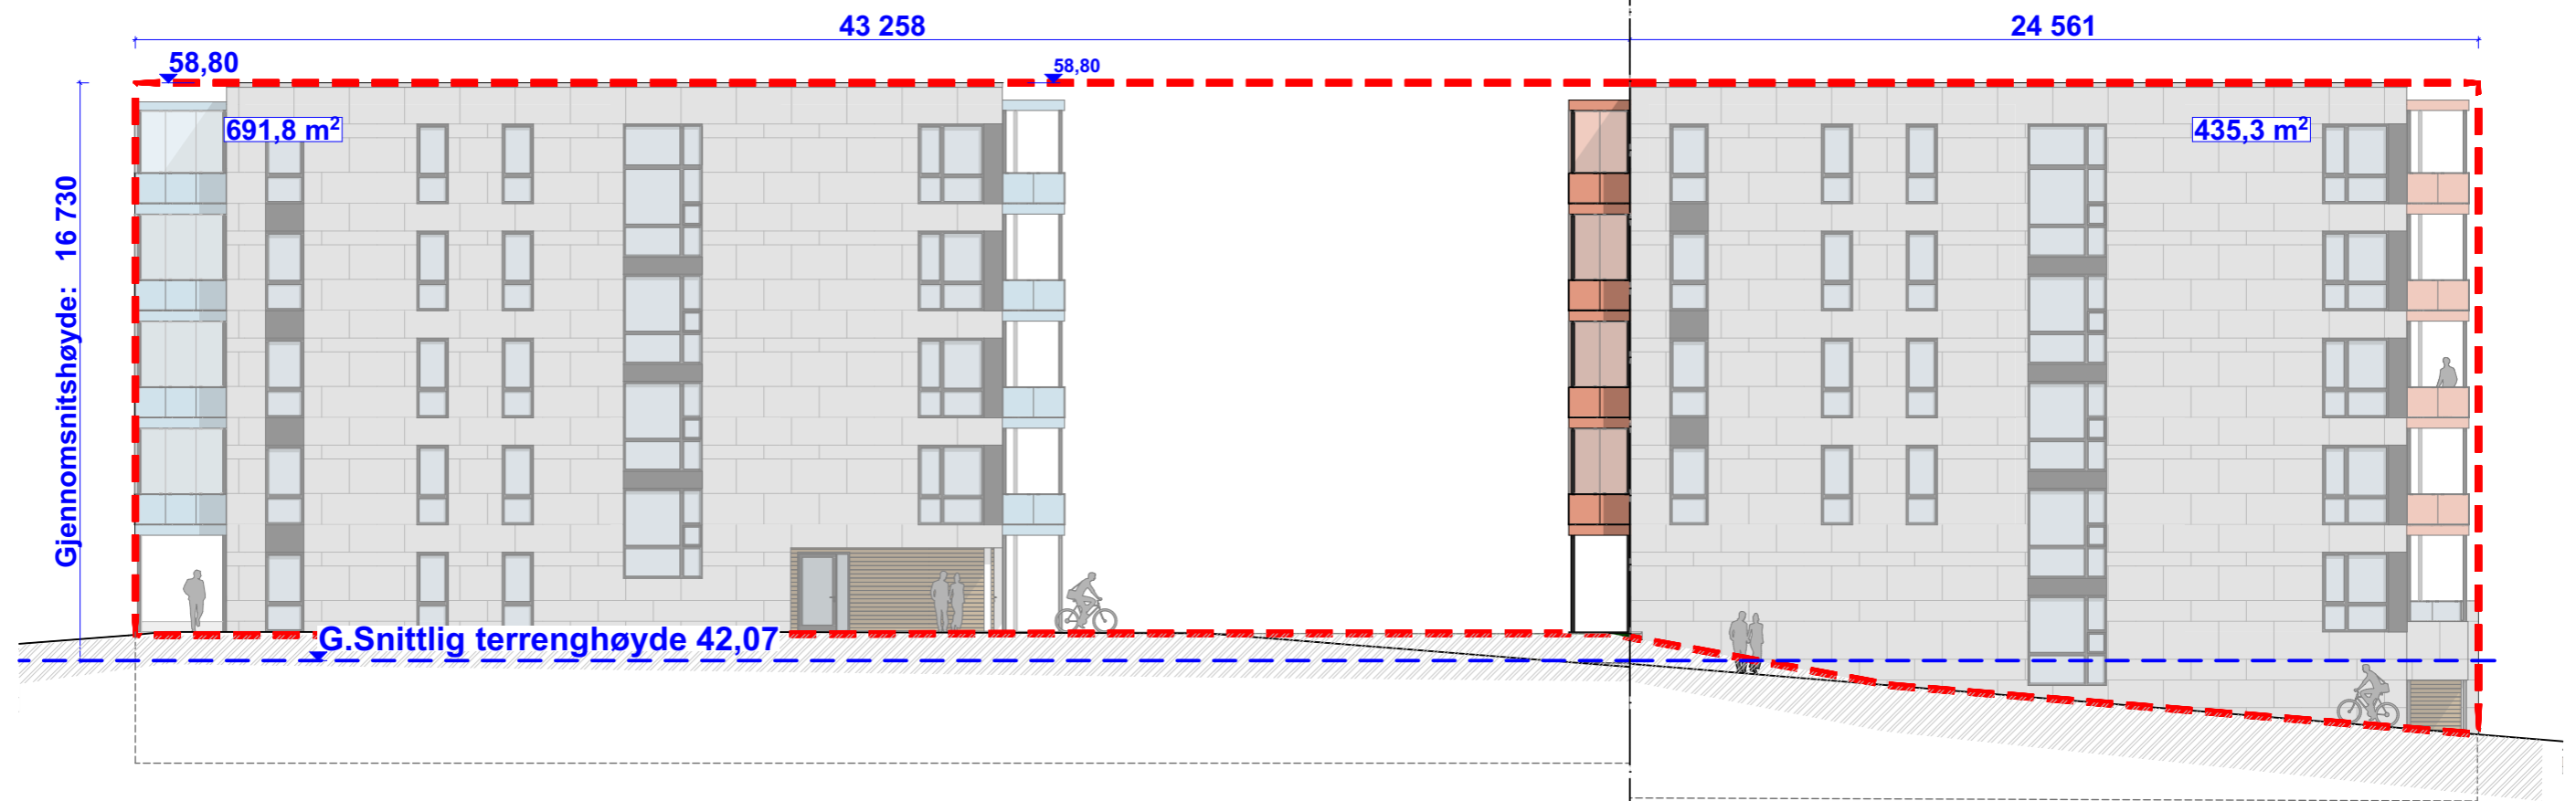 43 258
24 561
58,80
58,80
691,8 m²
435,3 m²
Gjennomsnitshøyde: 16 730
G.Snittlig terrenghøyde 42,07